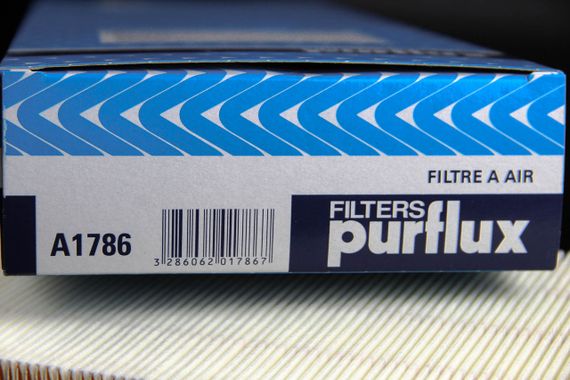 FILTRE A AIR
FILTERS
purflux
A1786
3 286062 017867